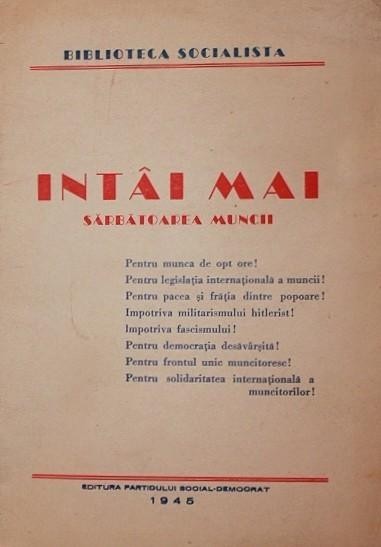 BIBLIOTECA SOCIALISTA
INTÂI MAI
SĂRBĂTOAREA MUNCII
Pentru munca de opt ore!
Pentru legislația internațională a muncii!
Pentru pacea și frăția dintre popoare!
Impotriva militarismului hitlerist!
Impotriva fascismului!
Pentru democrația desăvârșită!
Pentru frontul unic muncitoresc!
Pentru solidaritatea internațională a
muncitorilor!
EDITURA PARTIDULUI SOCIAL-DEMOCRAT
1945